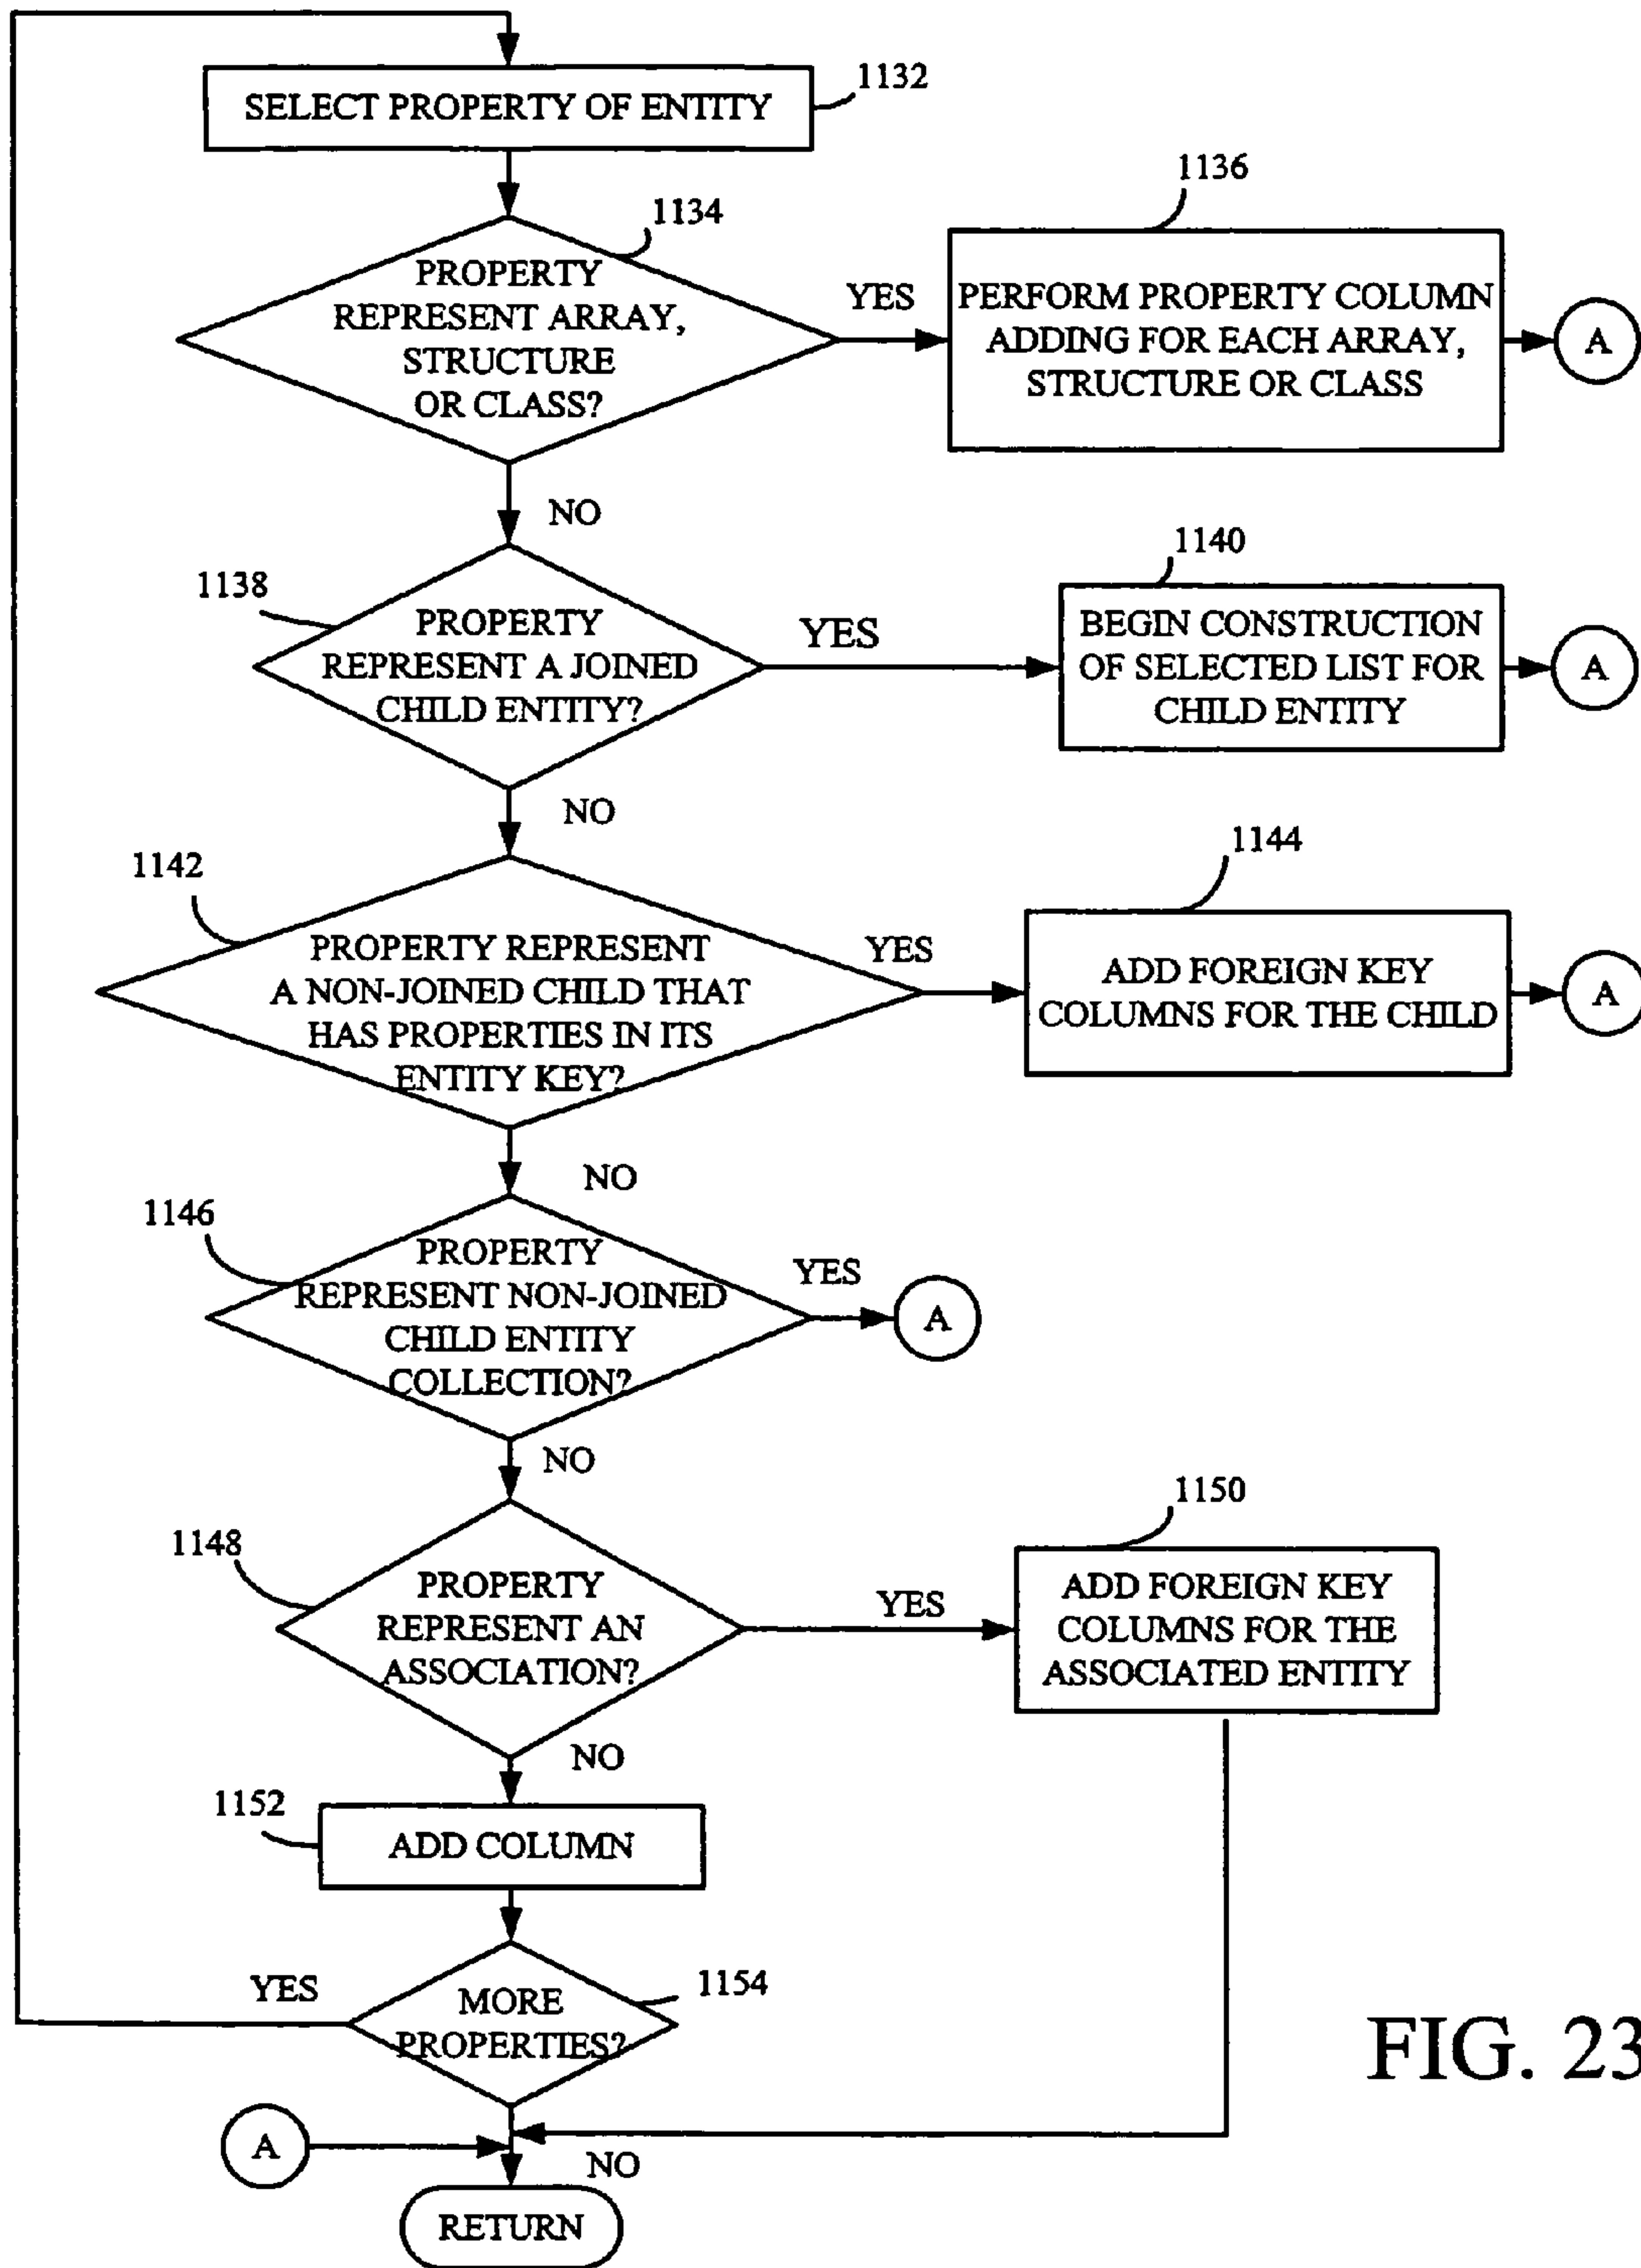 1132
SELECT PROPERTY OF ENTITY
1134
PROPERTY
REPRESENT ARRAY,
STRUCTURE
OR CLASS?
YES
1136
PERFORM PROPERTY COLUMN
ADDING FOR EACH ARRAY,
STRUCTURE OR CLASS
A
NO
1138
PROPERTY
REPRESENT A JOINED
CHILD ENTITY?
YES
1140
BEGIN CONSTRUCTION
OF SELECTED LIST FOR
CHILD ENTITY
A
NO
1142
PROPERTY REPRESENT
A NON-JOINED CHILD THAT
HAS PROPERTIES IN ITS
ENTITY KEY?
YES
1144
ADD FOREIGN KEY
COLUMNS FOR THE CHILD
A
NO
1146
PROPERTY
REPRESENT NON-JOINED
CHILD ENTITY
COLLECTION?
YES
A
NO
1148
PROPERTY
REPRESENT AN
ASSOCIATION?
YES
1150
ADD FOREIGN KEY
COLUMNS FOR THE
ASSOCIATED ENTITY
NO
1152
ADD COLUMN
YES
MORE
PROPERTIES?
1154
FIG. 23
A
NO
RETURN